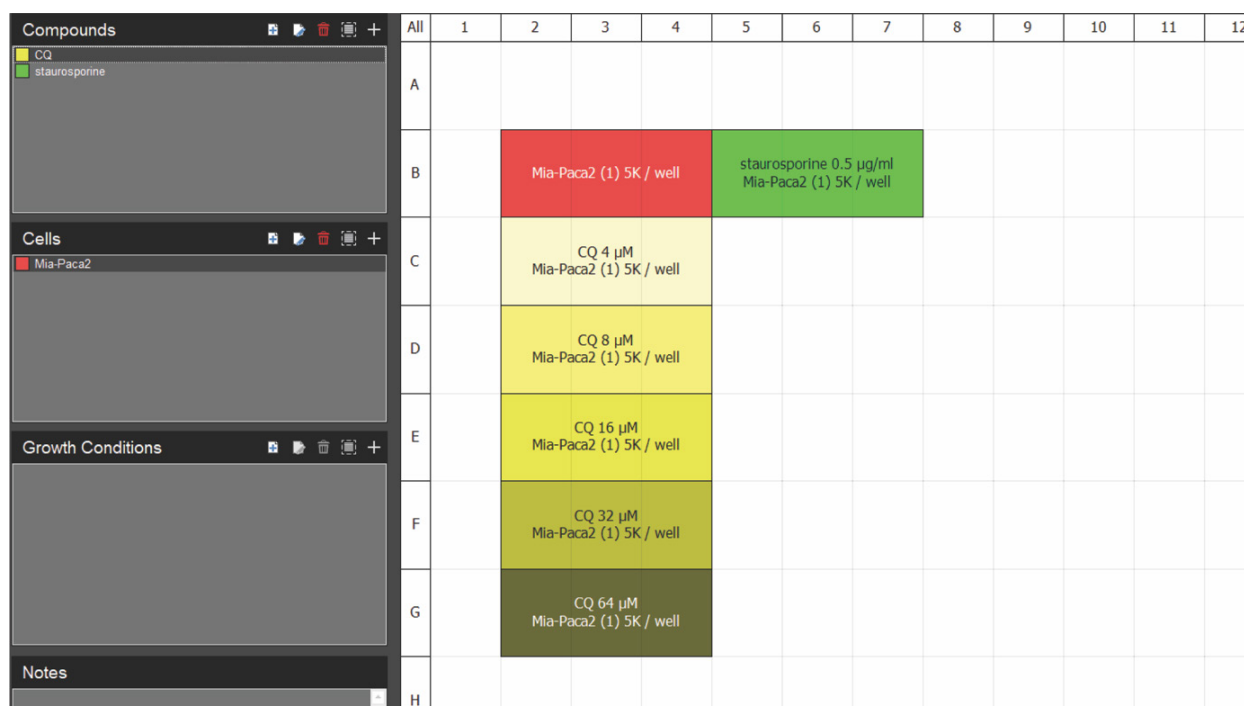 Compounds
CQ
staurosporine
Cells
Mia-Paca2
Growth Conditions
Notes
All 1 2 3 4 5 6 7 8 9 10 11 12
A
B
Mia-Paca2 (1) 5K / well
staurosporine 0.5 µg/ml
Mia-Paca2 (1) 5K / well
C
CQ 4 µM
Mia-Paca2 (1) 5K / well
D
CQ 8 µM
Mia-Paca2 (1) 5K / well
E
CQ 16 µM
Mia-Paca2 (1) 5K / well
F
CQ 32 µM
Mia-Paca2 (1) 5K / well
G
CQ 64 µM
Mia-Paca2 (1) 5K / well
H